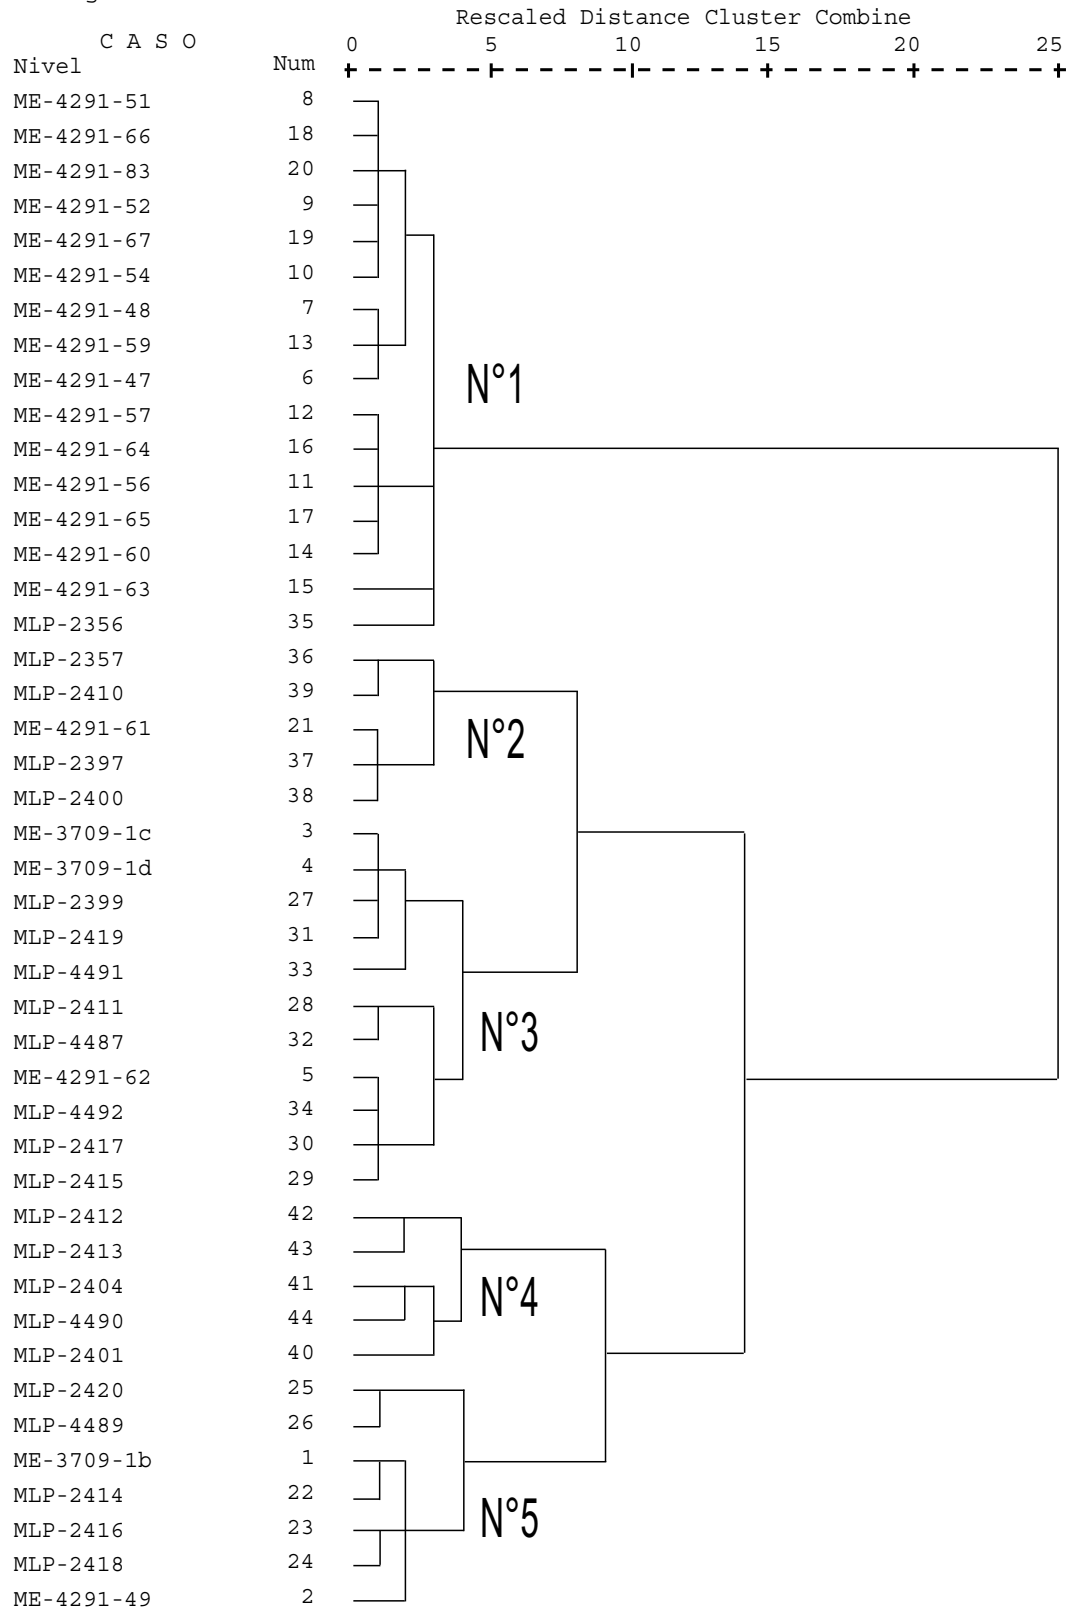 Rescaled Distance Cluster Combine
C A S O 0 5 10 15 20 25
Nivel Num
ME-4291-51 8
ME-4291-66 18
ME-4291-83 20
ME-4291-52 9
ME-4291-67 19
ME-4291-54 10
ME-4291-48 7
ME-4291-59 13
ME-4291-47 6
N°1
ME-4291-57 12
ME-4291-64 16
ME-4291-56 11
ME-4291-65 17
ME-4291-60 14
ME-4291-63 15
MLP-2356 35
MLP-2357 36
MLP-2410 39
ME-4291-61 21
N°2
MLP-2397 37
MLP-2400 38
ME-3709-1c 3
ME-3709-1d 4
MLP-2399 27
MLP-2419 31
MLP-4491 33
MLP-2411 28
N°3
MLP-4487 32
ME-4291-62 5
MLP-4492 34
MLP-2417 30
MLP-2415 29
MLP-2412 42
MLP-2413 43
MLP-2404 41
N°4
MLP-4490 44
MLP-2401 40
MLP-2420 25
MLP-4489 26
ME-3709-1b 1
MLP-2414 22
N°5
MLP-2416 23
MLP-2418 24
ME-4291-49 2